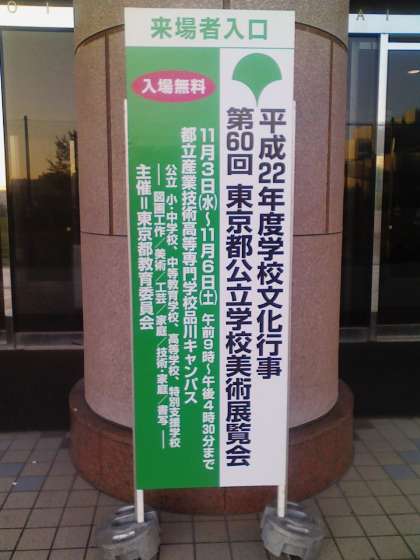 来場者入口
平成22年度学校文化行事
第60回 東京都公立学校美術展覧会
入場無料
11月3日(水)～11月6日(土) 午前9時～午後4時30分まで
都立産業技術高等専門学校品川キャンパス
公立 小・中学校、中等教育学校、高等学校、特別支援学校
── 図画工作／美術／工芸／家庭／技術・家庭／書写 ──
主催＝東京都教育委員会